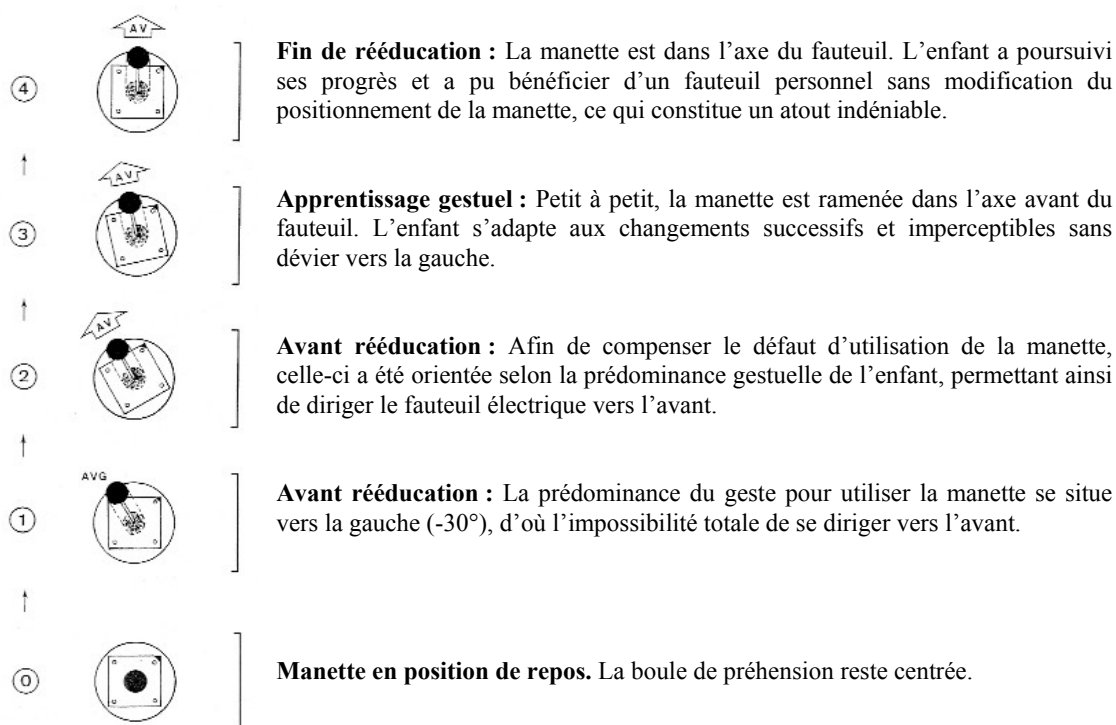 AV
④
Fin de rééducation : La manette est dans l’axe du fauteuil. L’enfant a poursuivi
ses progrès et a pu bénéficier d’un fauteuil personnel sans modification du
positionnement de la manette, ce qui constitue un atout indéniable.
↑
AV
③
Apprentissage gestuel : Petit à petit, la manette est ramenée dans l’axe avant du
fauteuil. L’enfant s’adapte aux changements successifs et imperceptibles sans
dévier vers la gauche.
↑
AV
②
Avant rééducation : Afin de compenser le défaut d’utilisation de la manette,
celle-ci a été orientée selon la prédominance gestuelle de l’enfant, permettant ainsi
de diriger le fauteuil électrique vers l’avant.
↑
AVG
①
Avant rééducation : La prédominance du geste pour utiliser la manette se situe
vers la gauche (-30°), d’où l’impossibilité totale de se diriger vers l’avant.
↑
⓪
Manette en position de repos. La boule de préhension reste centrée.